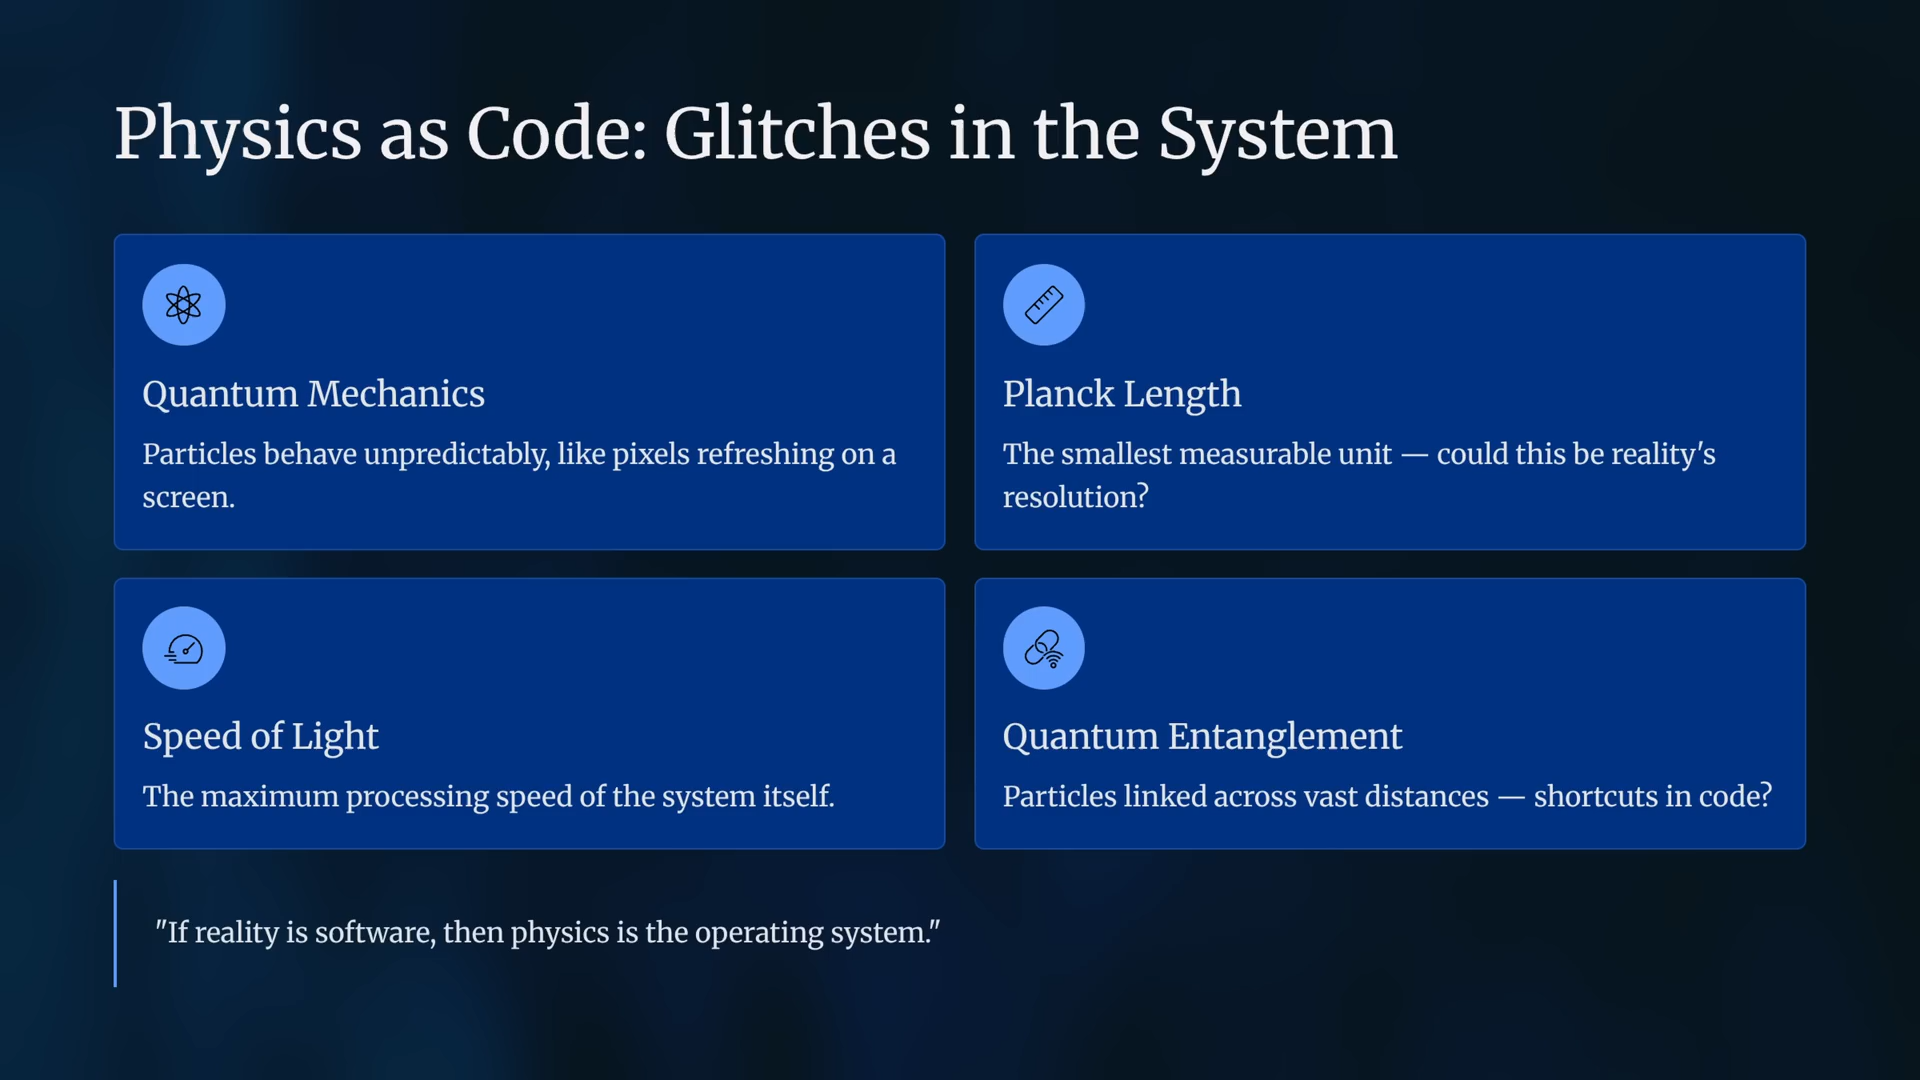 Physics as Code: Glitches in the System
Quantum Mechanics
Particles behave unpredictably, like pixels refreshing on a
screen.
Planck Length
The smallest measurable unit — could this be reality's
resolution?
Speed of Light
The maximum processing speed of the system itself.
Quantum Entanglement
Particles linked across vast distances — shortcuts in code?
"If reality is software, then physics is the operating system."